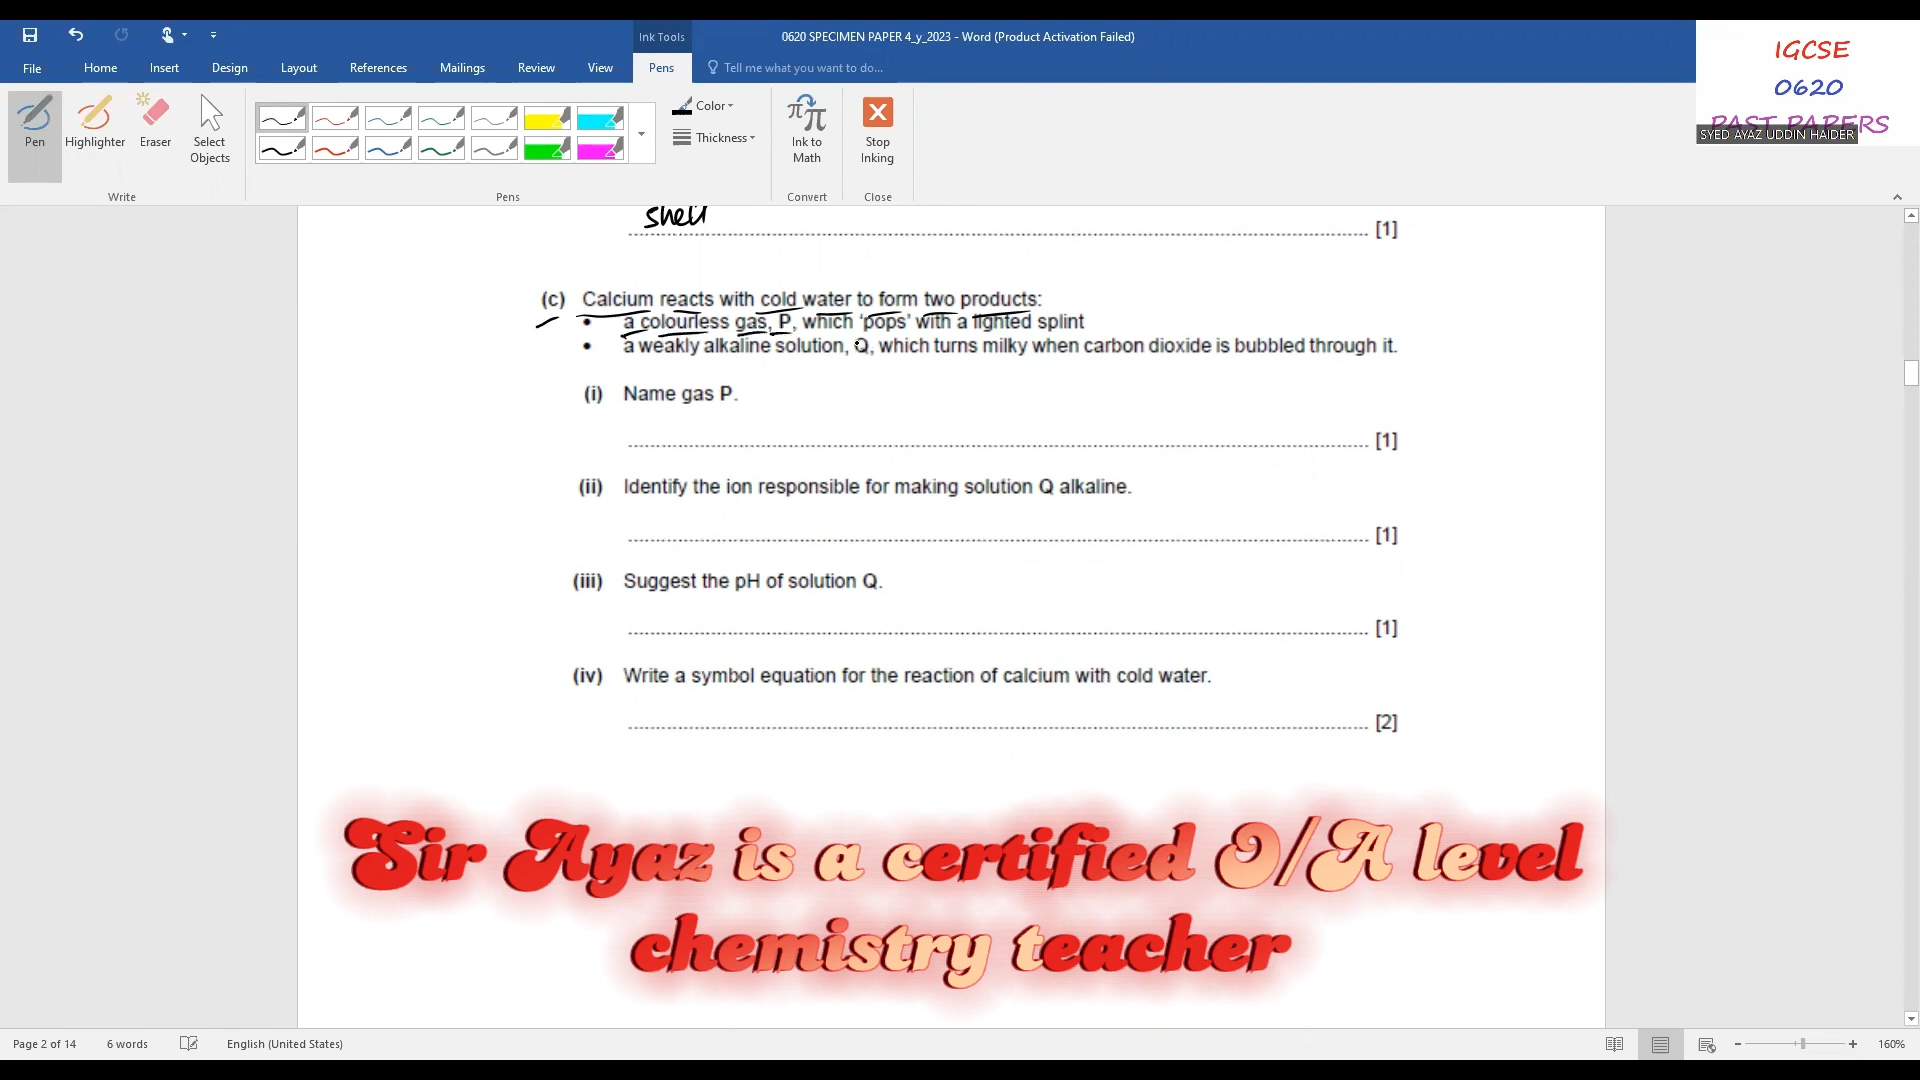 Ink Tools
0620 SPECIMEN PAPER 4_y_2023 - Word (Product Activation Failed)
File Home Insert Design Layout References Mailings Review View Pens Tell me what you want to do...
IGCSE
0620
PAST PAPERS
SYED AYAZ UDDIN HAIDER
Pen
Highlighter
Eraser
Select Objects
Color
Thickness
Ink to Math
Stop Inking
Write
Pens
Convert
Close
shell
[1]
(c) Calcium reacts with cold water to form two products:
• a colourless gas, P, which ‘pops’ with a lighted splint
• a weakly alkaline solution, Q, which turns milky when carbon dioxide is bubbled through it.
(i) Name gas P.
[1]
(ii) Identify the ion responsible for making solution Q alkaline.
[1]
(iii) Suggest the pH of solution Q.
[1]
(iv) Write a symbol equation for the reaction of calcium with cold water.
[2]
Sir Ayaz is a certified O/A level
chemistry teacher
Page 2 of 14 6 words English (United States) 160%